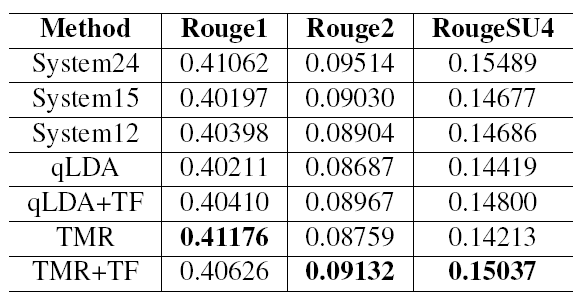 Method Rouge1 Rouge2 RougeSU4
System24 0.41062 0.09514 0.15489
System15 0.40197 0.09030 0.14677
System12 0.40398 0.08904 0.14686
qLDA 0.40211 0.08687 0.14419
qLDA+TF 0.40410 0.08967 0.14800
TMR 0.41176 0.08759 0.14213
TMR+TF 0.40626 0.09132 0.15037